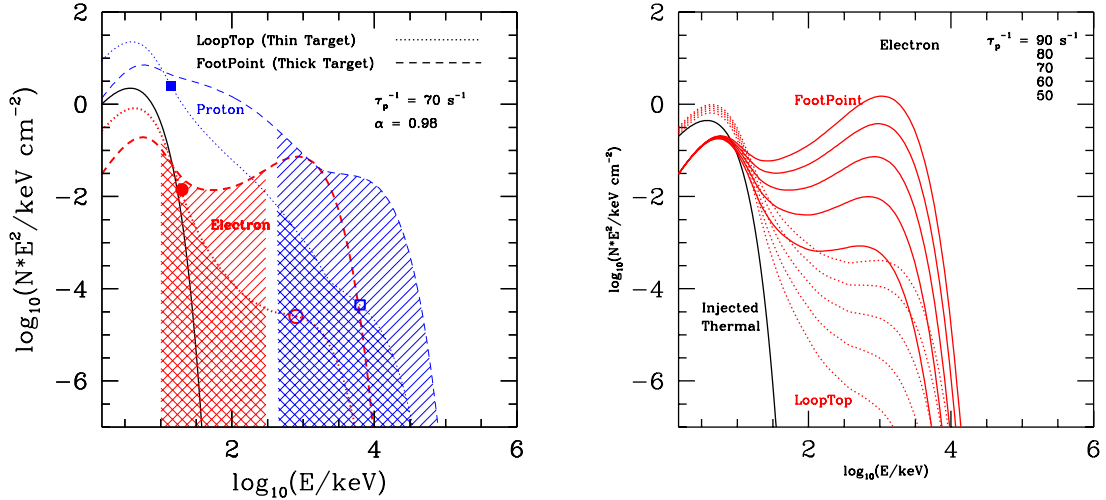 2
0
−2
−4
−6
2
4
6
log₁₀(N*E²/keV cm⁻²)
log₁₀(E/keV)
LoopTop (Thin Target)
FootPoint (Thick Target)
τₚ⁻¹ = 70 s⁻¹
α = 0.98
Proton
Electron
2
0
−2
−4
−6
2
4
6
log₁₀(N*E²/keV cm⁻²)
log₁₀(E/keV)
Electron
τₚ⁻¹ = 90 s⁻¹
80
70
60
50
FootPoint
Injected
Thermal
LoopTop